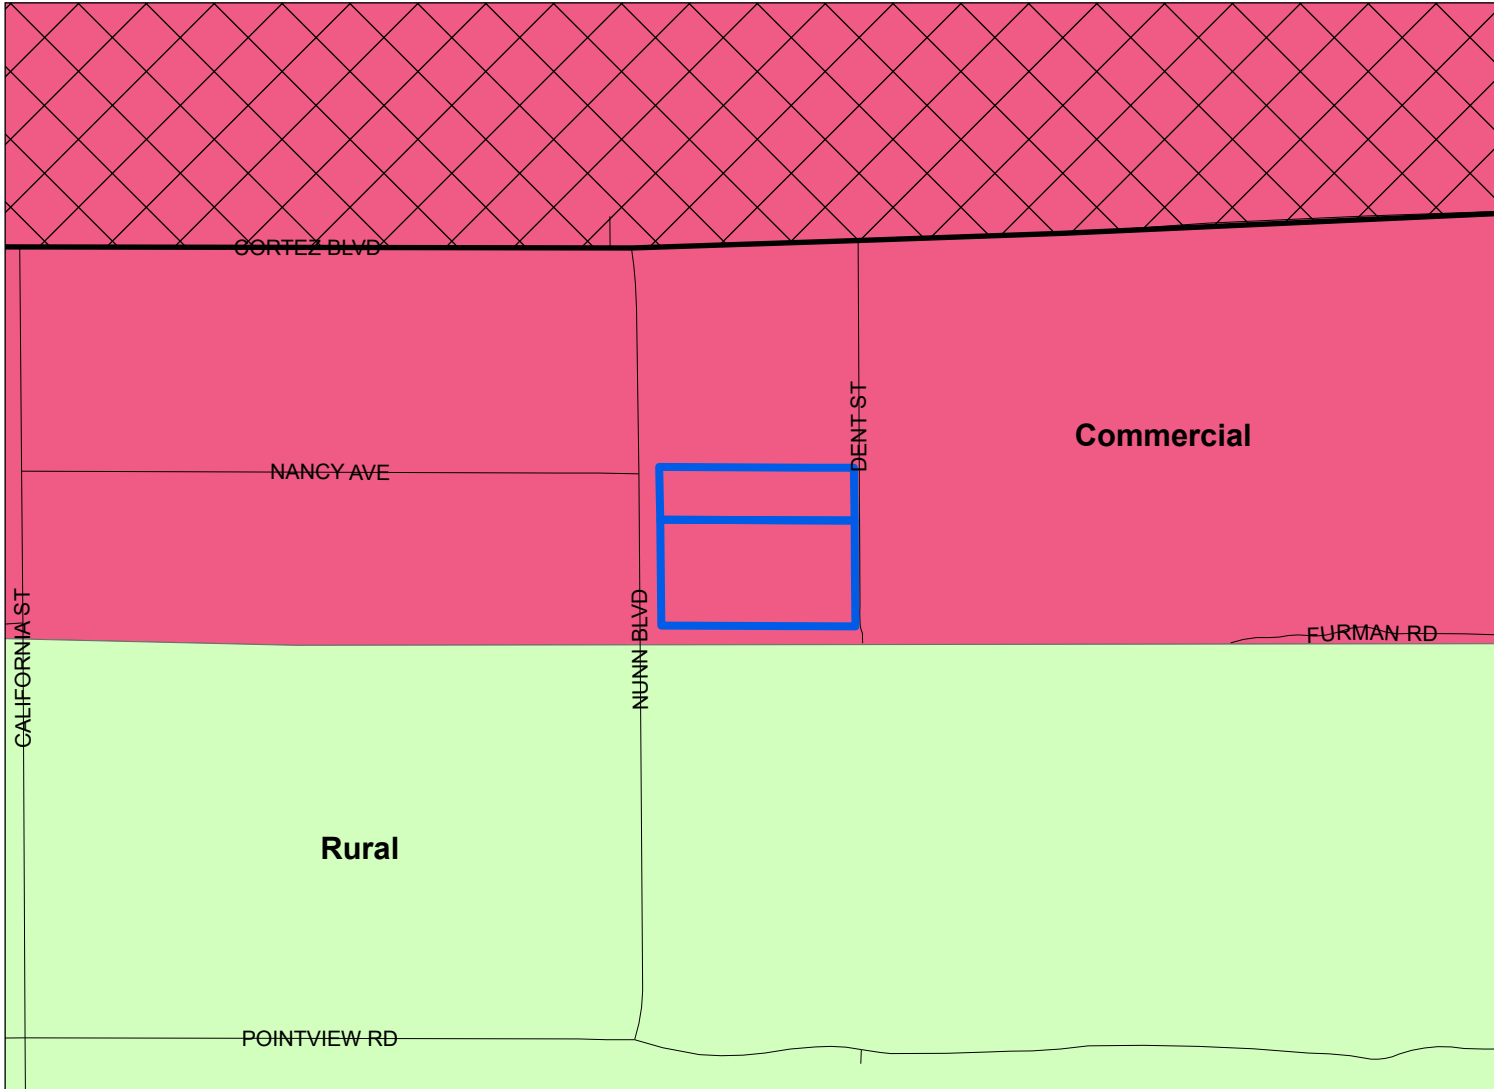 CORTEZ BLVD
DENT ST
Commercial
NANCY AVE
CALIFORNIA ST
NUNN BLVD
FURMAN RD
Rural
POINTVIEW RD